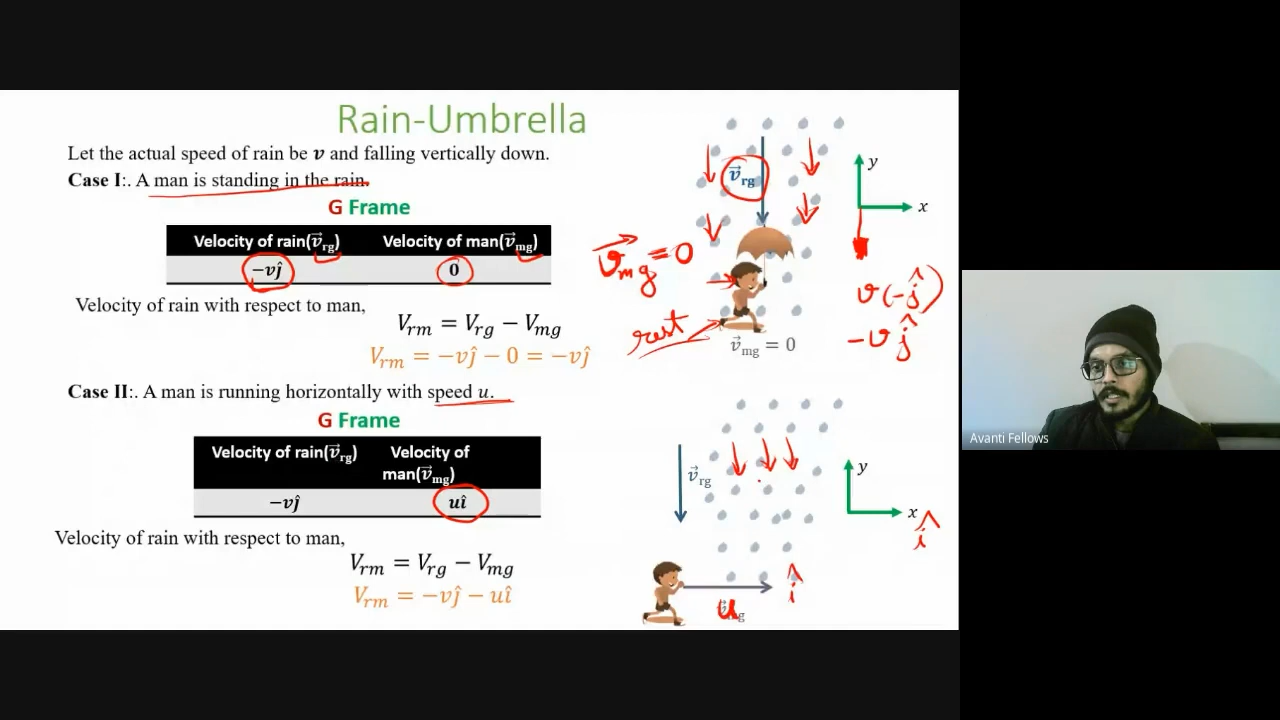 Rain-Umbrella
Let the actual speed of rain be v and falling vertically down.
Case I:. A man is standing in the rain.
G Frame
Velocity of rain(v⃗rg) Velocity of man(v⃗mg)
−vĵ 0
Velocity of rain with respect to man,
Vrm = Vrg − Vmg
Vrm = −vĵ − 0 = −vĵ
v⃗rg
y
x
v⃗mg = 0
rest
v⃗mg = 0
v(−ĵ)
−vĵ
Case II:. A man is running horizontally with speed u.
G Frame
Velocity of rain(v⃗rg) Velocity of
man(v⃗mg)
−vĵ uî
Velocity of rain with respect to man,
Vrm = Vrg − Vmg
Vrm = −vĵ − uî
v⃗rg
y
x
î
î
u
Avanti Fellows